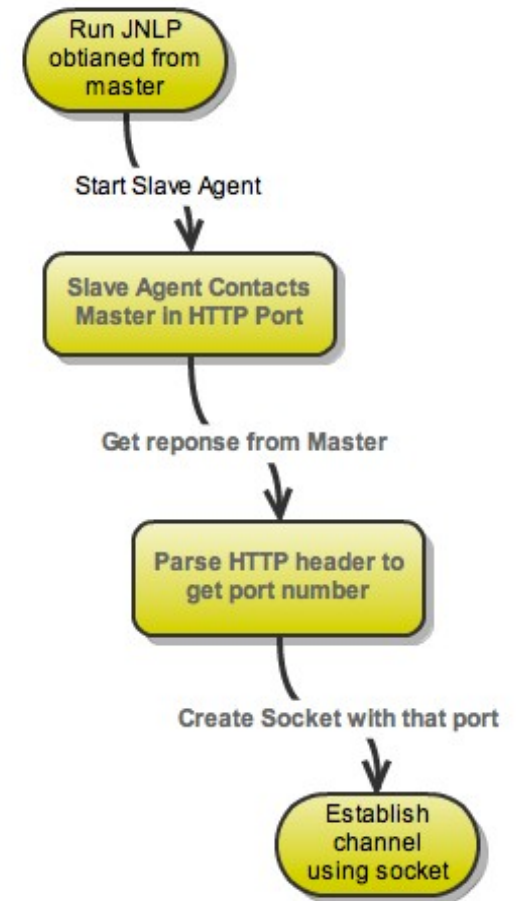 Run JNLP
obtianed from
master
Start Slave Agent
Slave Agent Contacts
Master in HTTP Port
Get reponse from Master
Parse HTTP header to
get port number
Create Socket with that port
Establish
channel
using socket